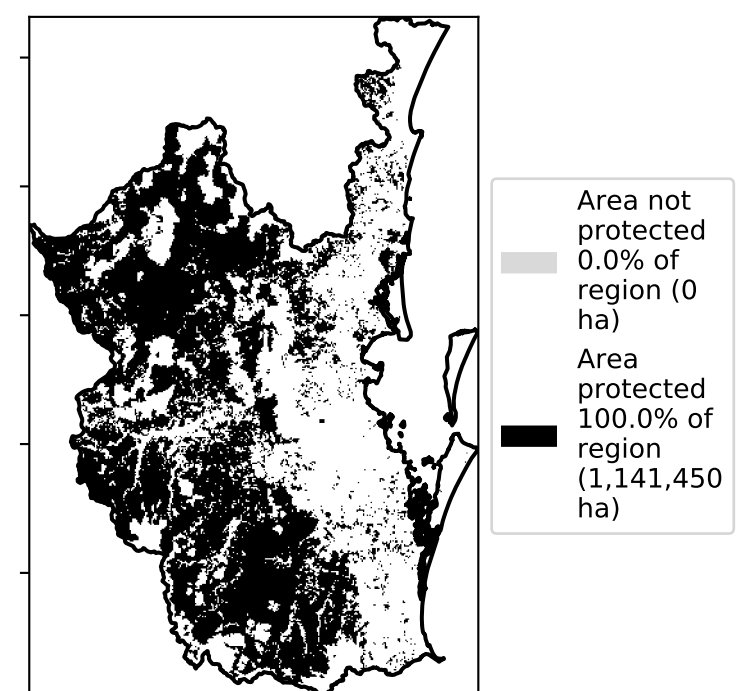 Area not
protected
0.0% of
region (0
ha)
Area
protected
100.0% of
region
(1,141,450
ha)